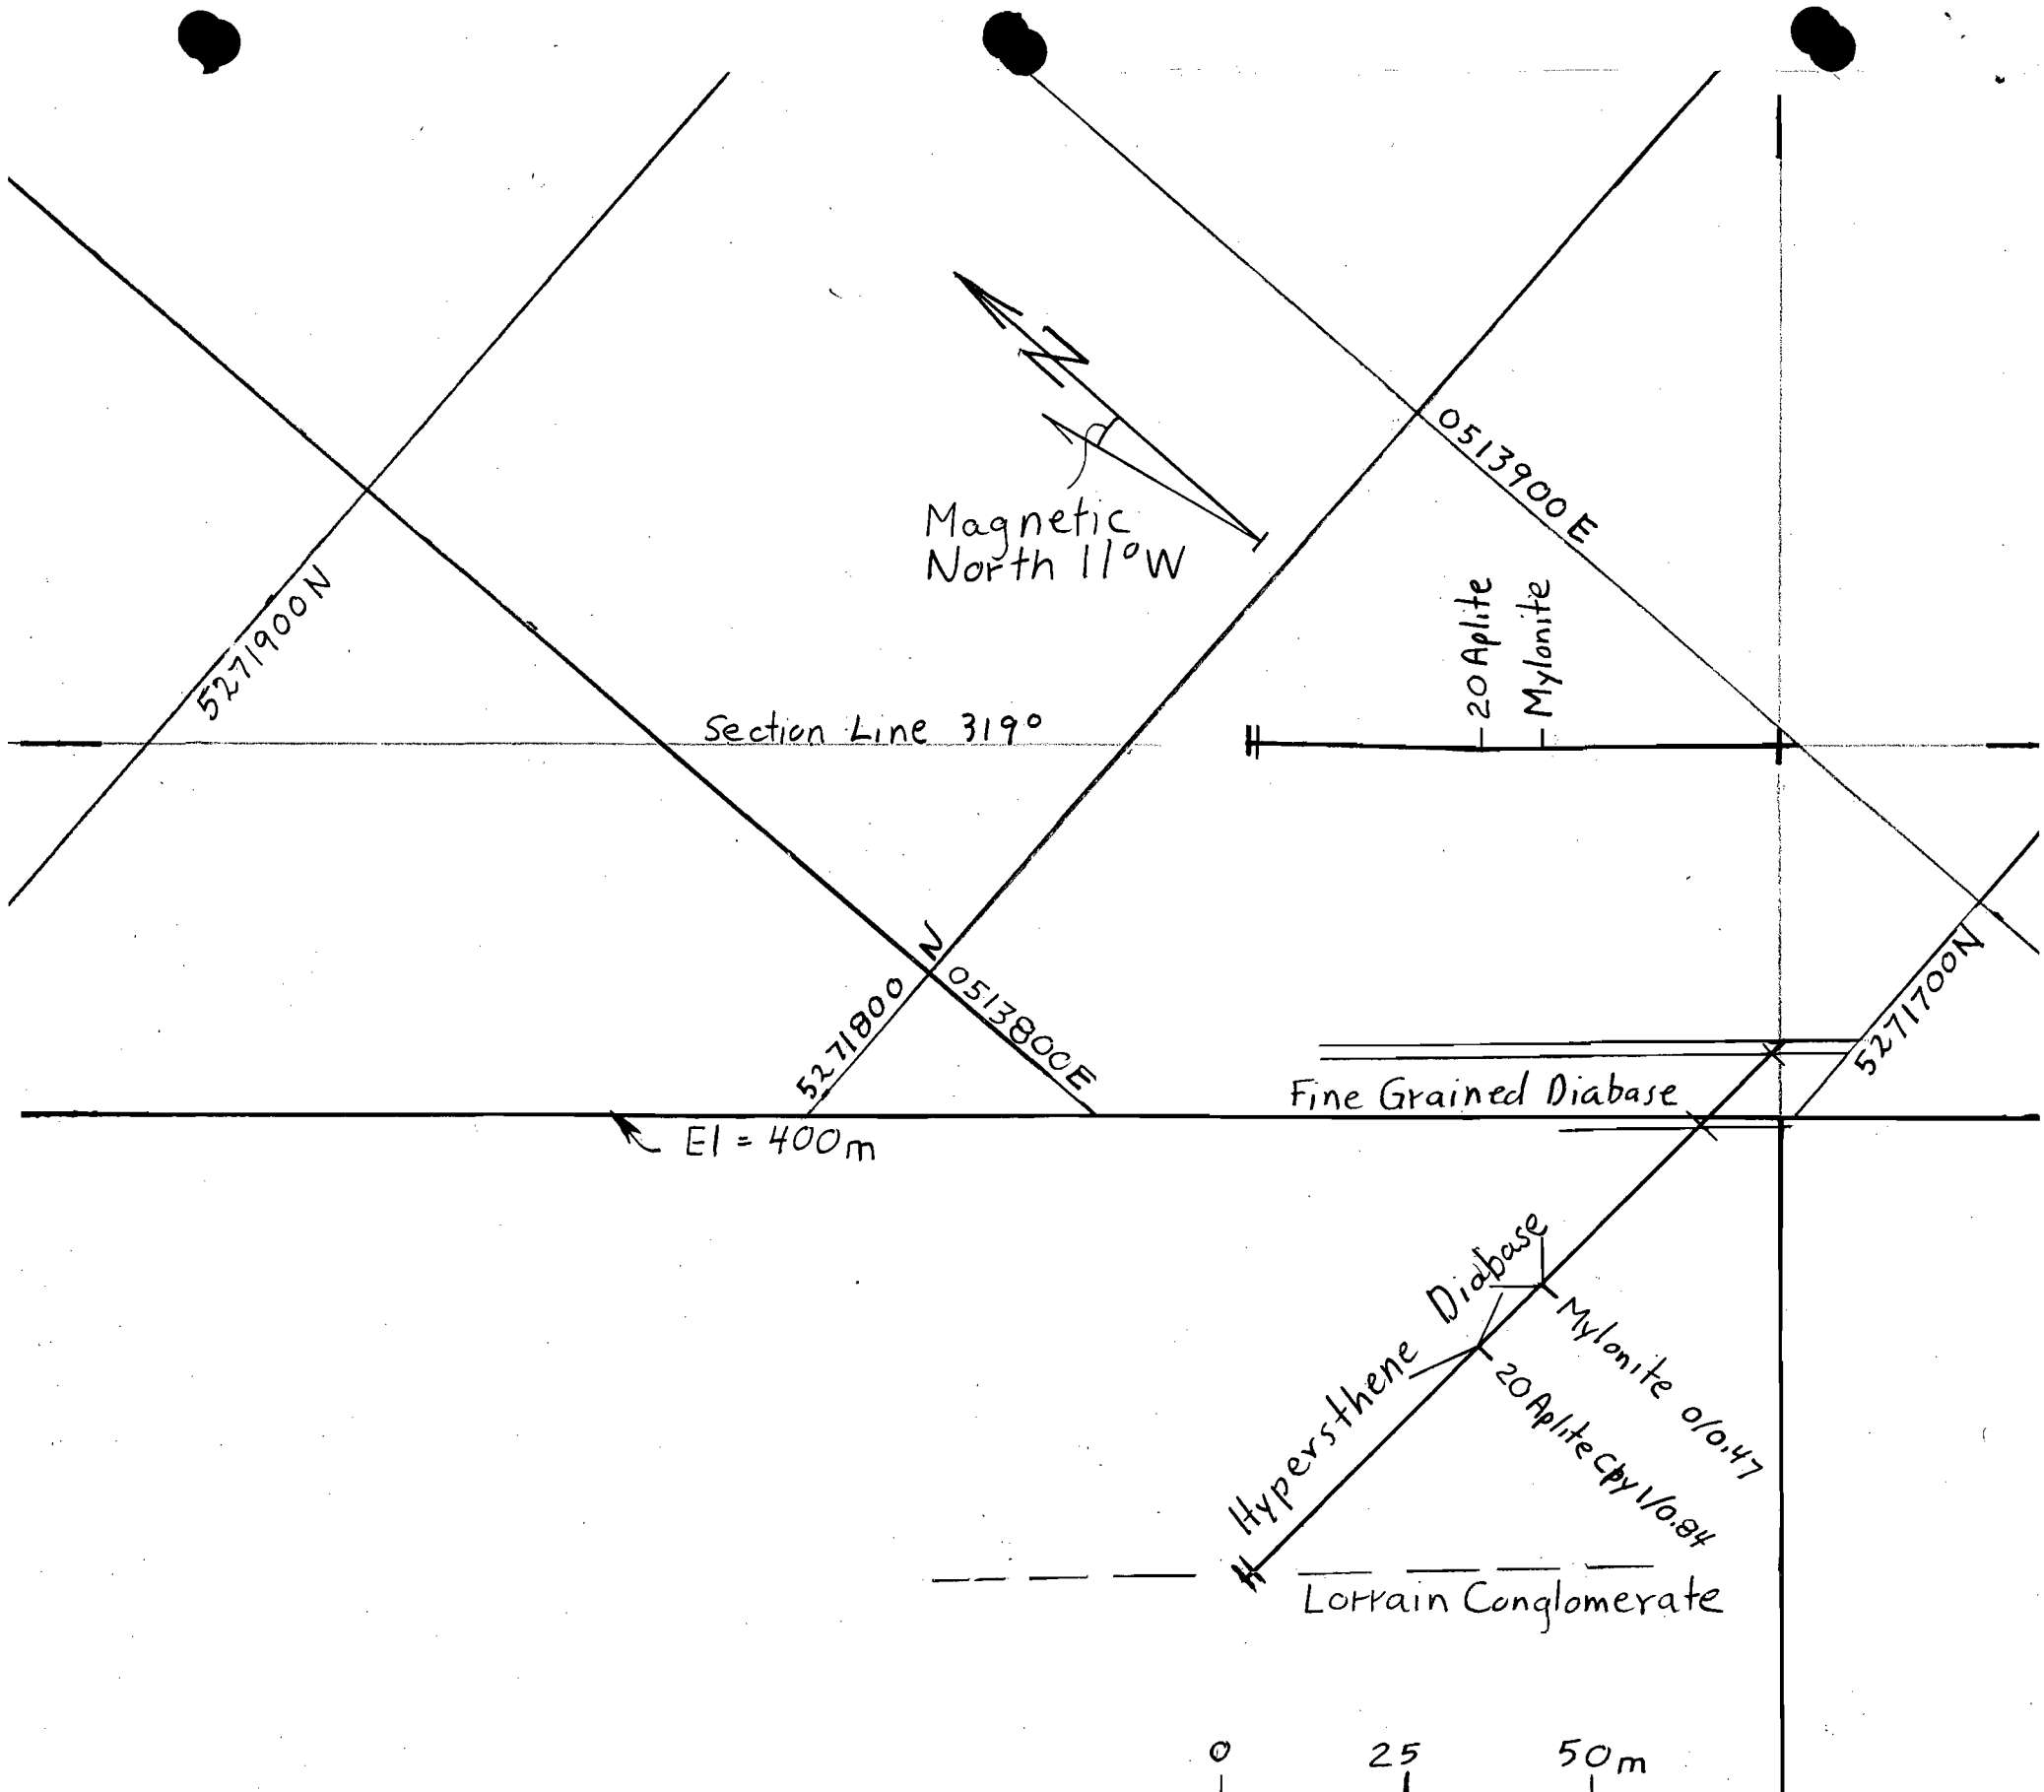 0513900 E
Magnetic
North 11°W
20 Aplite
Mylonite
5271900N
Section Line 319°
5271800 N
0513800E
5271700N
Fine Grained Diabase
El = 400m
Hypersthene Diabase
Mylonite 0/0.47
20 Aplite Cpy 1/0.84
Lorrain Conglomerate
0 25 50m